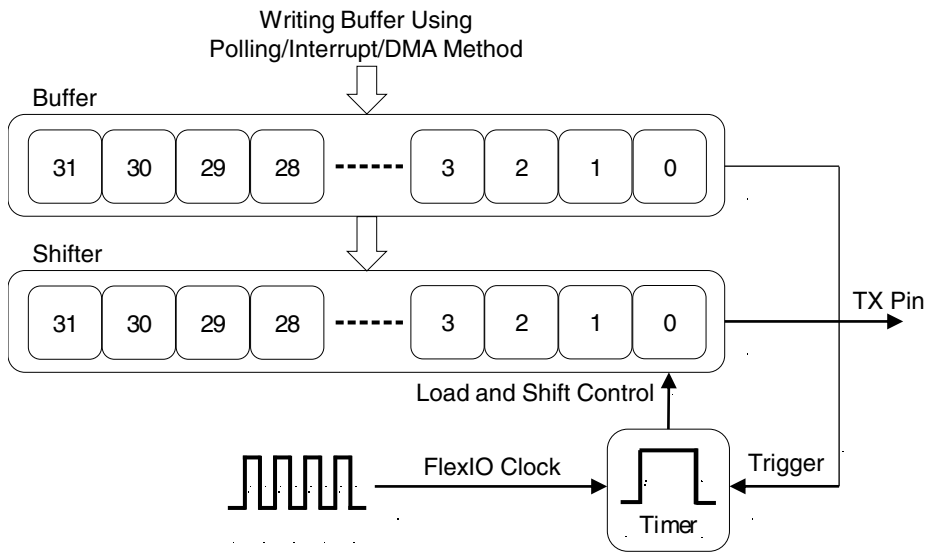 Writing Buffer Using
Polling/Interrupt/DMA Method
Buffer
31 30 29 28 3 2 1 0
Shifter
31 30 29 28 3 2 1 0
TX Pin
Load and Shift Control
FlexIO Clock
Trigger
Timer